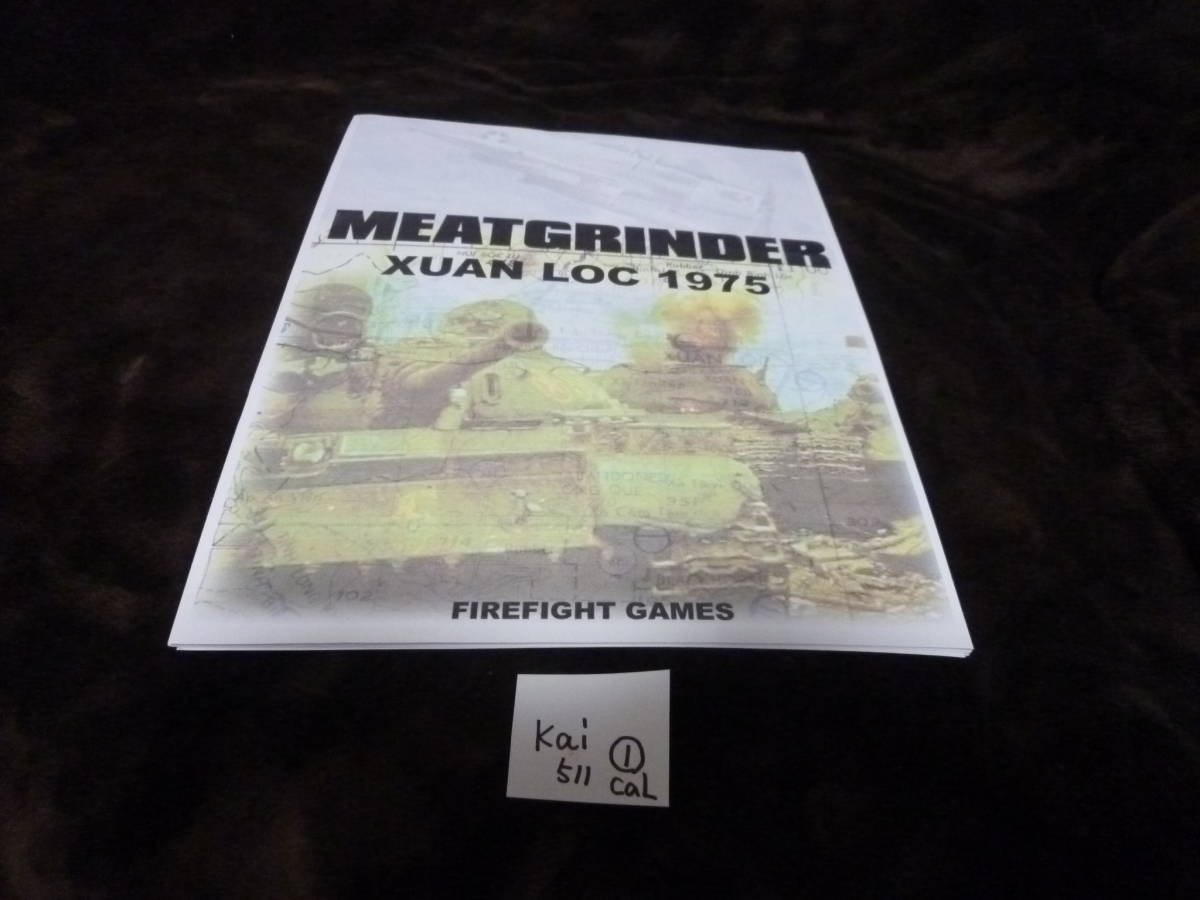 MEATGRINDER
XUAN LOC 1975
FIREFIGHT GAMES
Kai ①
511 CaL